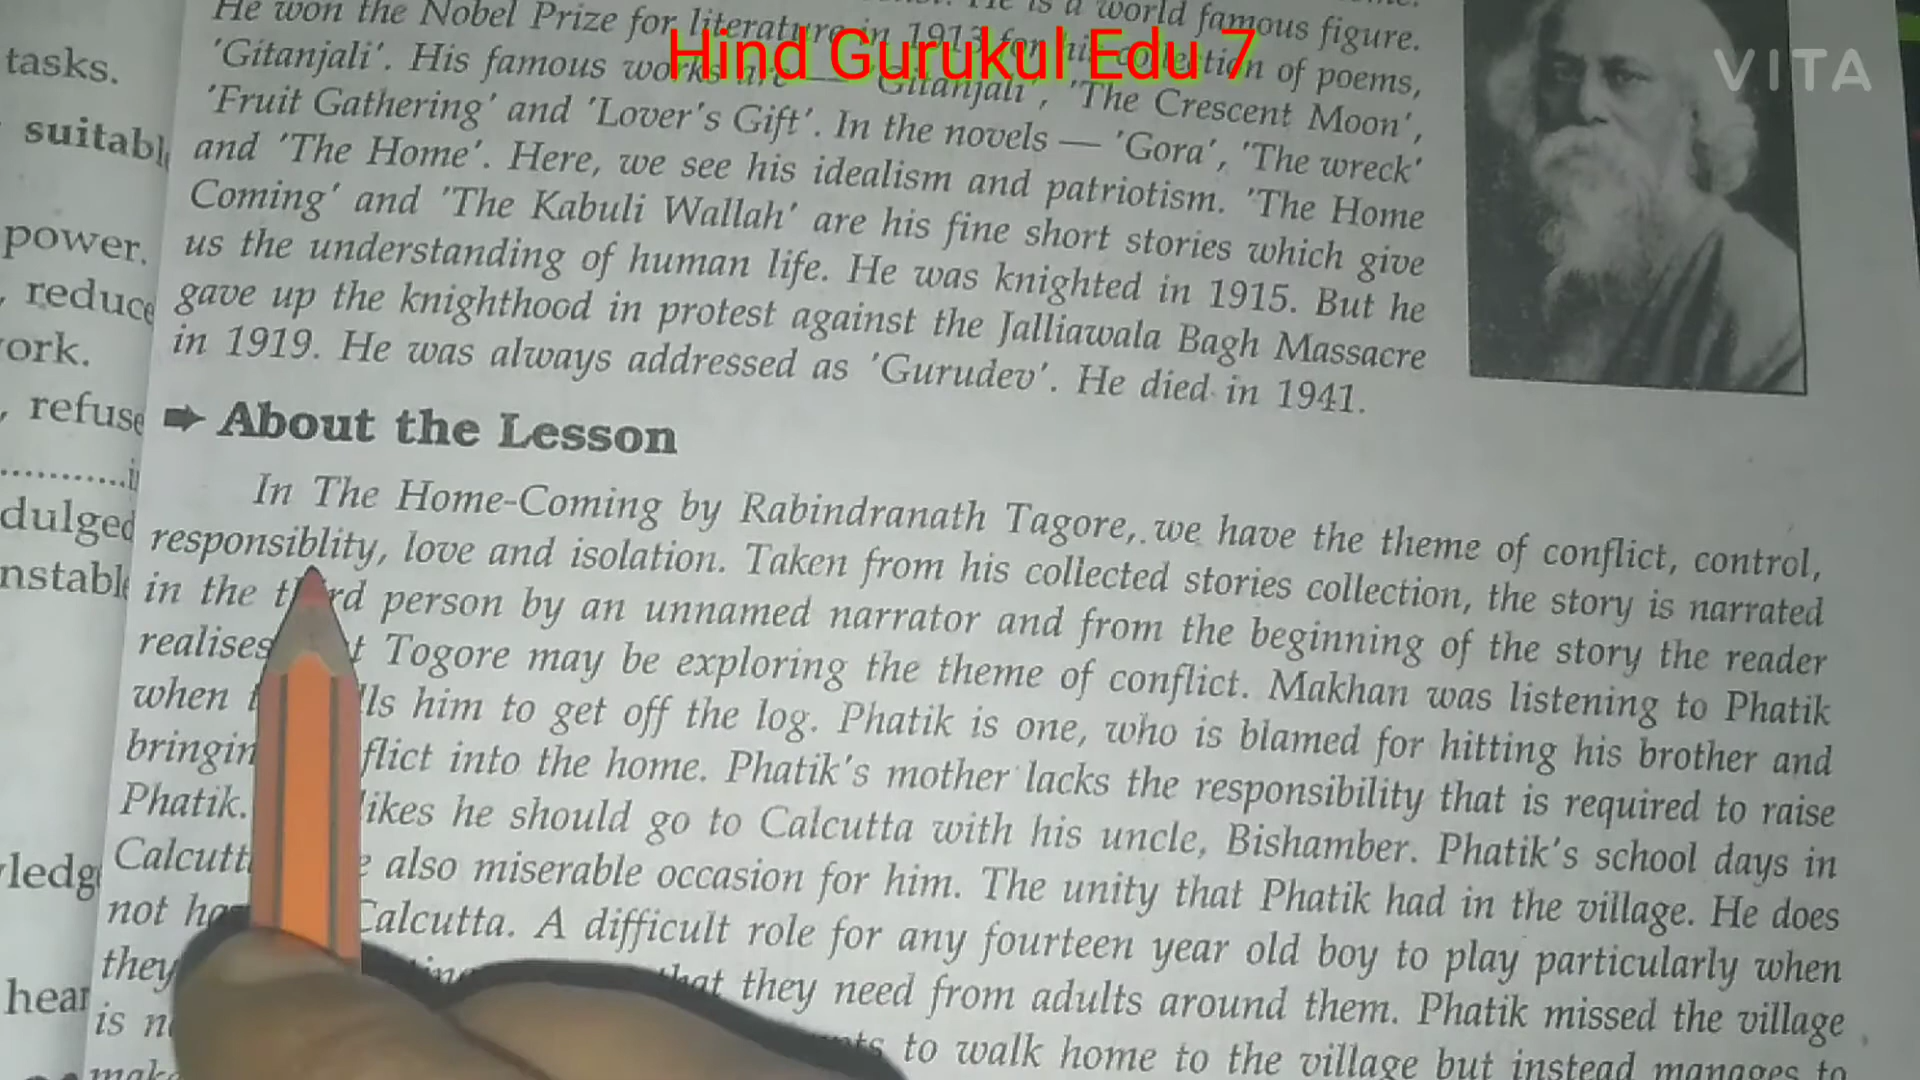 He won the Nobel Prize for literature in 1913 for his collection of poems,
He is a world famous figure.
'Gitanjali'. His famous works are — 'Gitanjali', 'The Crescent Moon',
'Fruit Gathering' and 'Lover's Gift'. In the novels — 'Gora', 'The wreck'
and 'The Home'. Here, we see his idealism and patriotism. 'The Home
Coming' and 'The Kabuli Wallah' are his fine short stories which give
us the understanding of human life. He was knighted in 1915. But he
gave up the knighthood in protest against the Jalliawala Bagh Massacre
in 1919. He was always addressed as 'Gurudev'. He died in 1941.
Hind Gurukul Edu 7
VITA
tasks.
power.
reduce
refuse
➨ About the Lesson
In The Home-Coming by Rabindranath Tagore, we have the theme of conflict, control,
responsiblity, love and isolation. Taken from his collected stories collection, the story is narrated
in the third person by an unnamed narrator and from the beginning of the story the reader
realises Togore may be exploring the theme of conflict. Makhan was listening to Phatik
when him to get off the log. Phatik is one, who is blamed for hitting his brother and
into the home. Phatik's mother lacks the responsibility that is required to raise
Phatik. he should go to Calcutta with his uncle, Bishamber. Phatik's school days in
also miserable occasion for him. The unity that Phatik had in the village. He does
not Calcutta. A difficult role for any fourteen year old boy to play particularly when
they that they need from adults around them. Phatik missed the village
is to walk home to the village but instead manages to